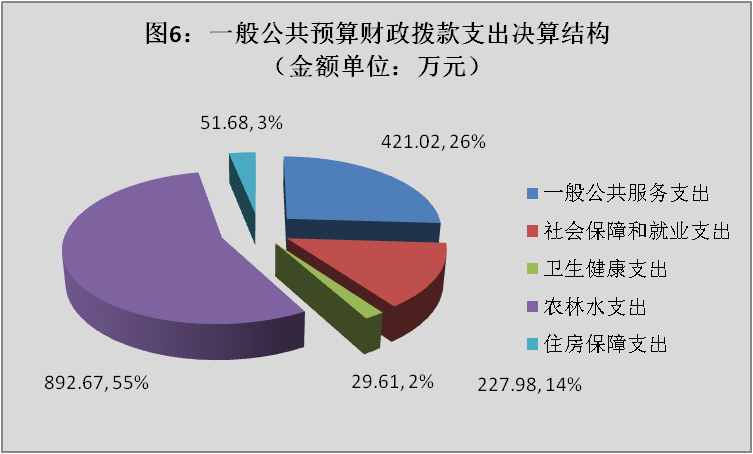 图6：一般公共预算财政拨款支出决算结构
（金额单位：万元）
51.68, 3%
421.02, 26%
一般公共服务支出
社会保障和就业支出
卫生健康支出
农林水支出
住房保障支出
892.67, 55%
29.61, 2%
227.98, 14%